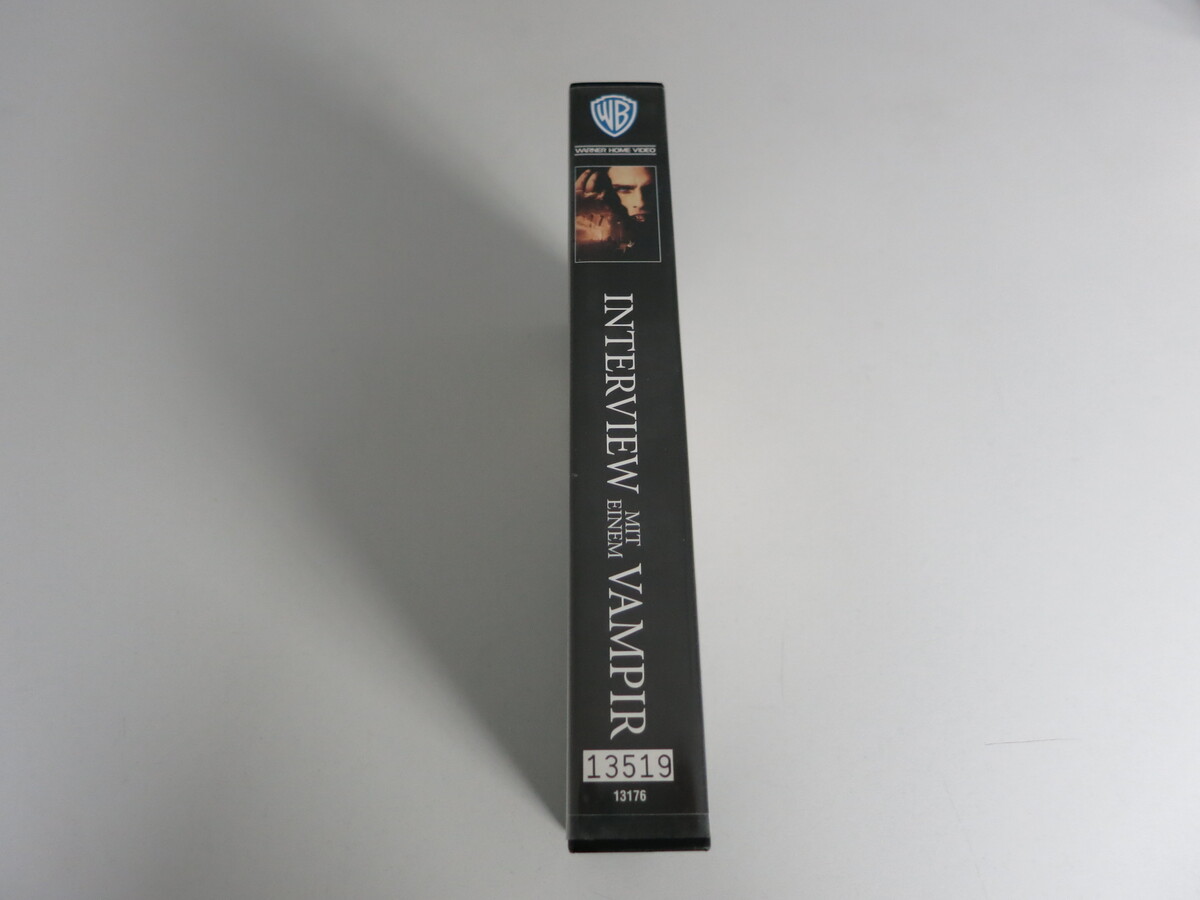 WB
WARNER HOME VIDEO
INTERVIEW MIT EINEM VAMPIR
13519
13176